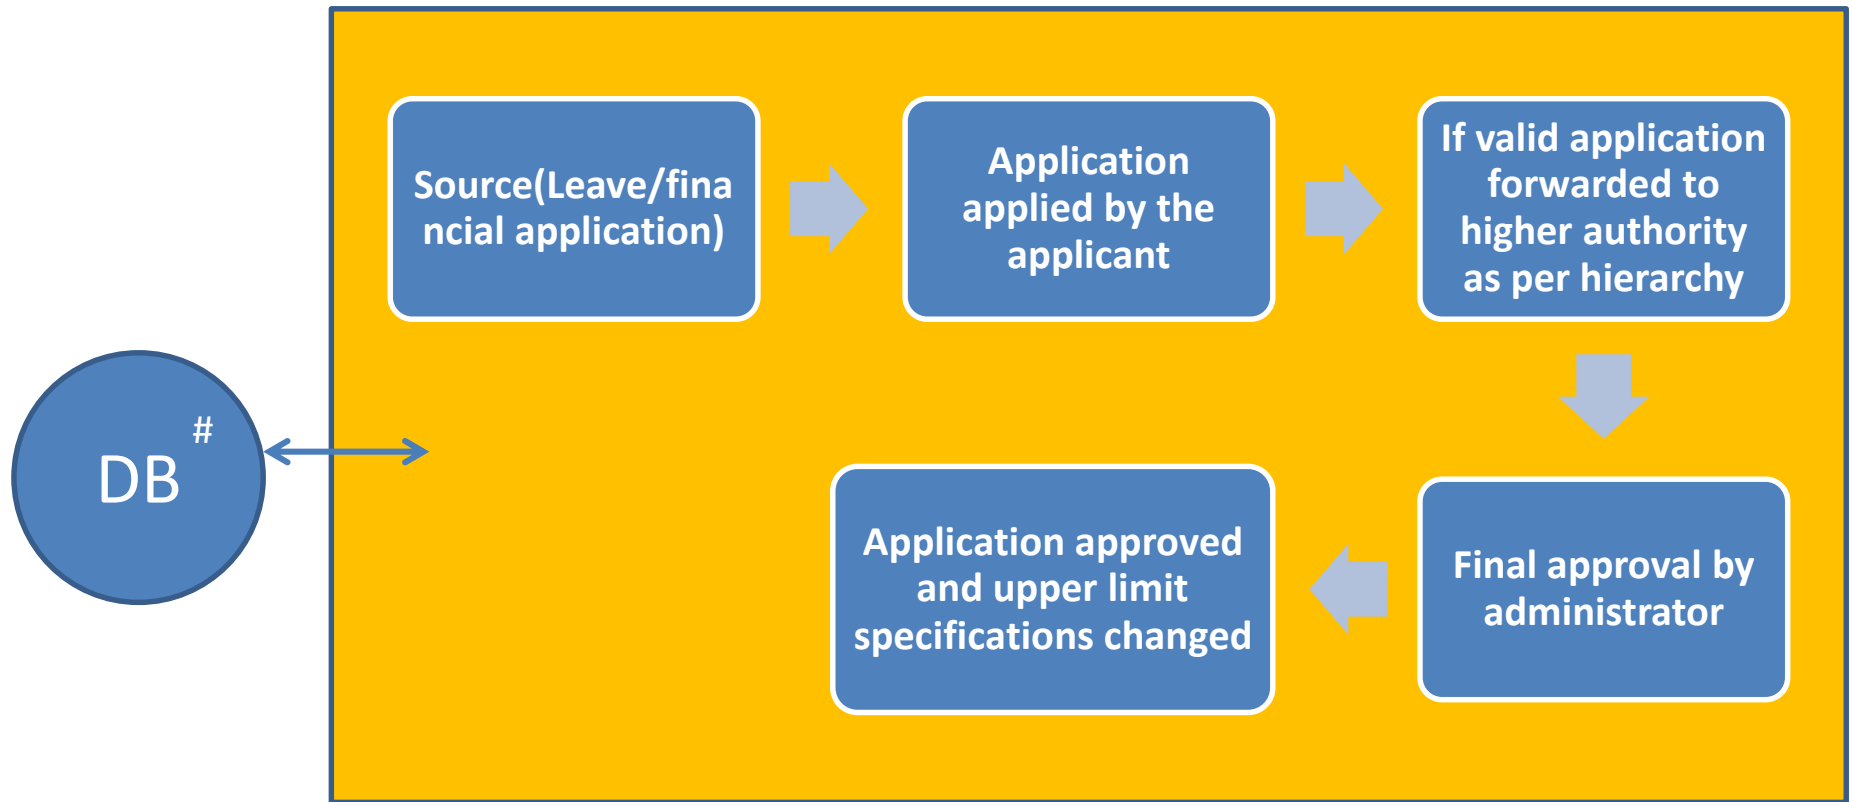 Source(Leave/fina
ncial application)
Application
applied by the
applicant
If valid application
forwarded to
higher authority
as per hierarchy
#
DB
Application approved
and upper limit
specifications changed
Final approval by
administrator